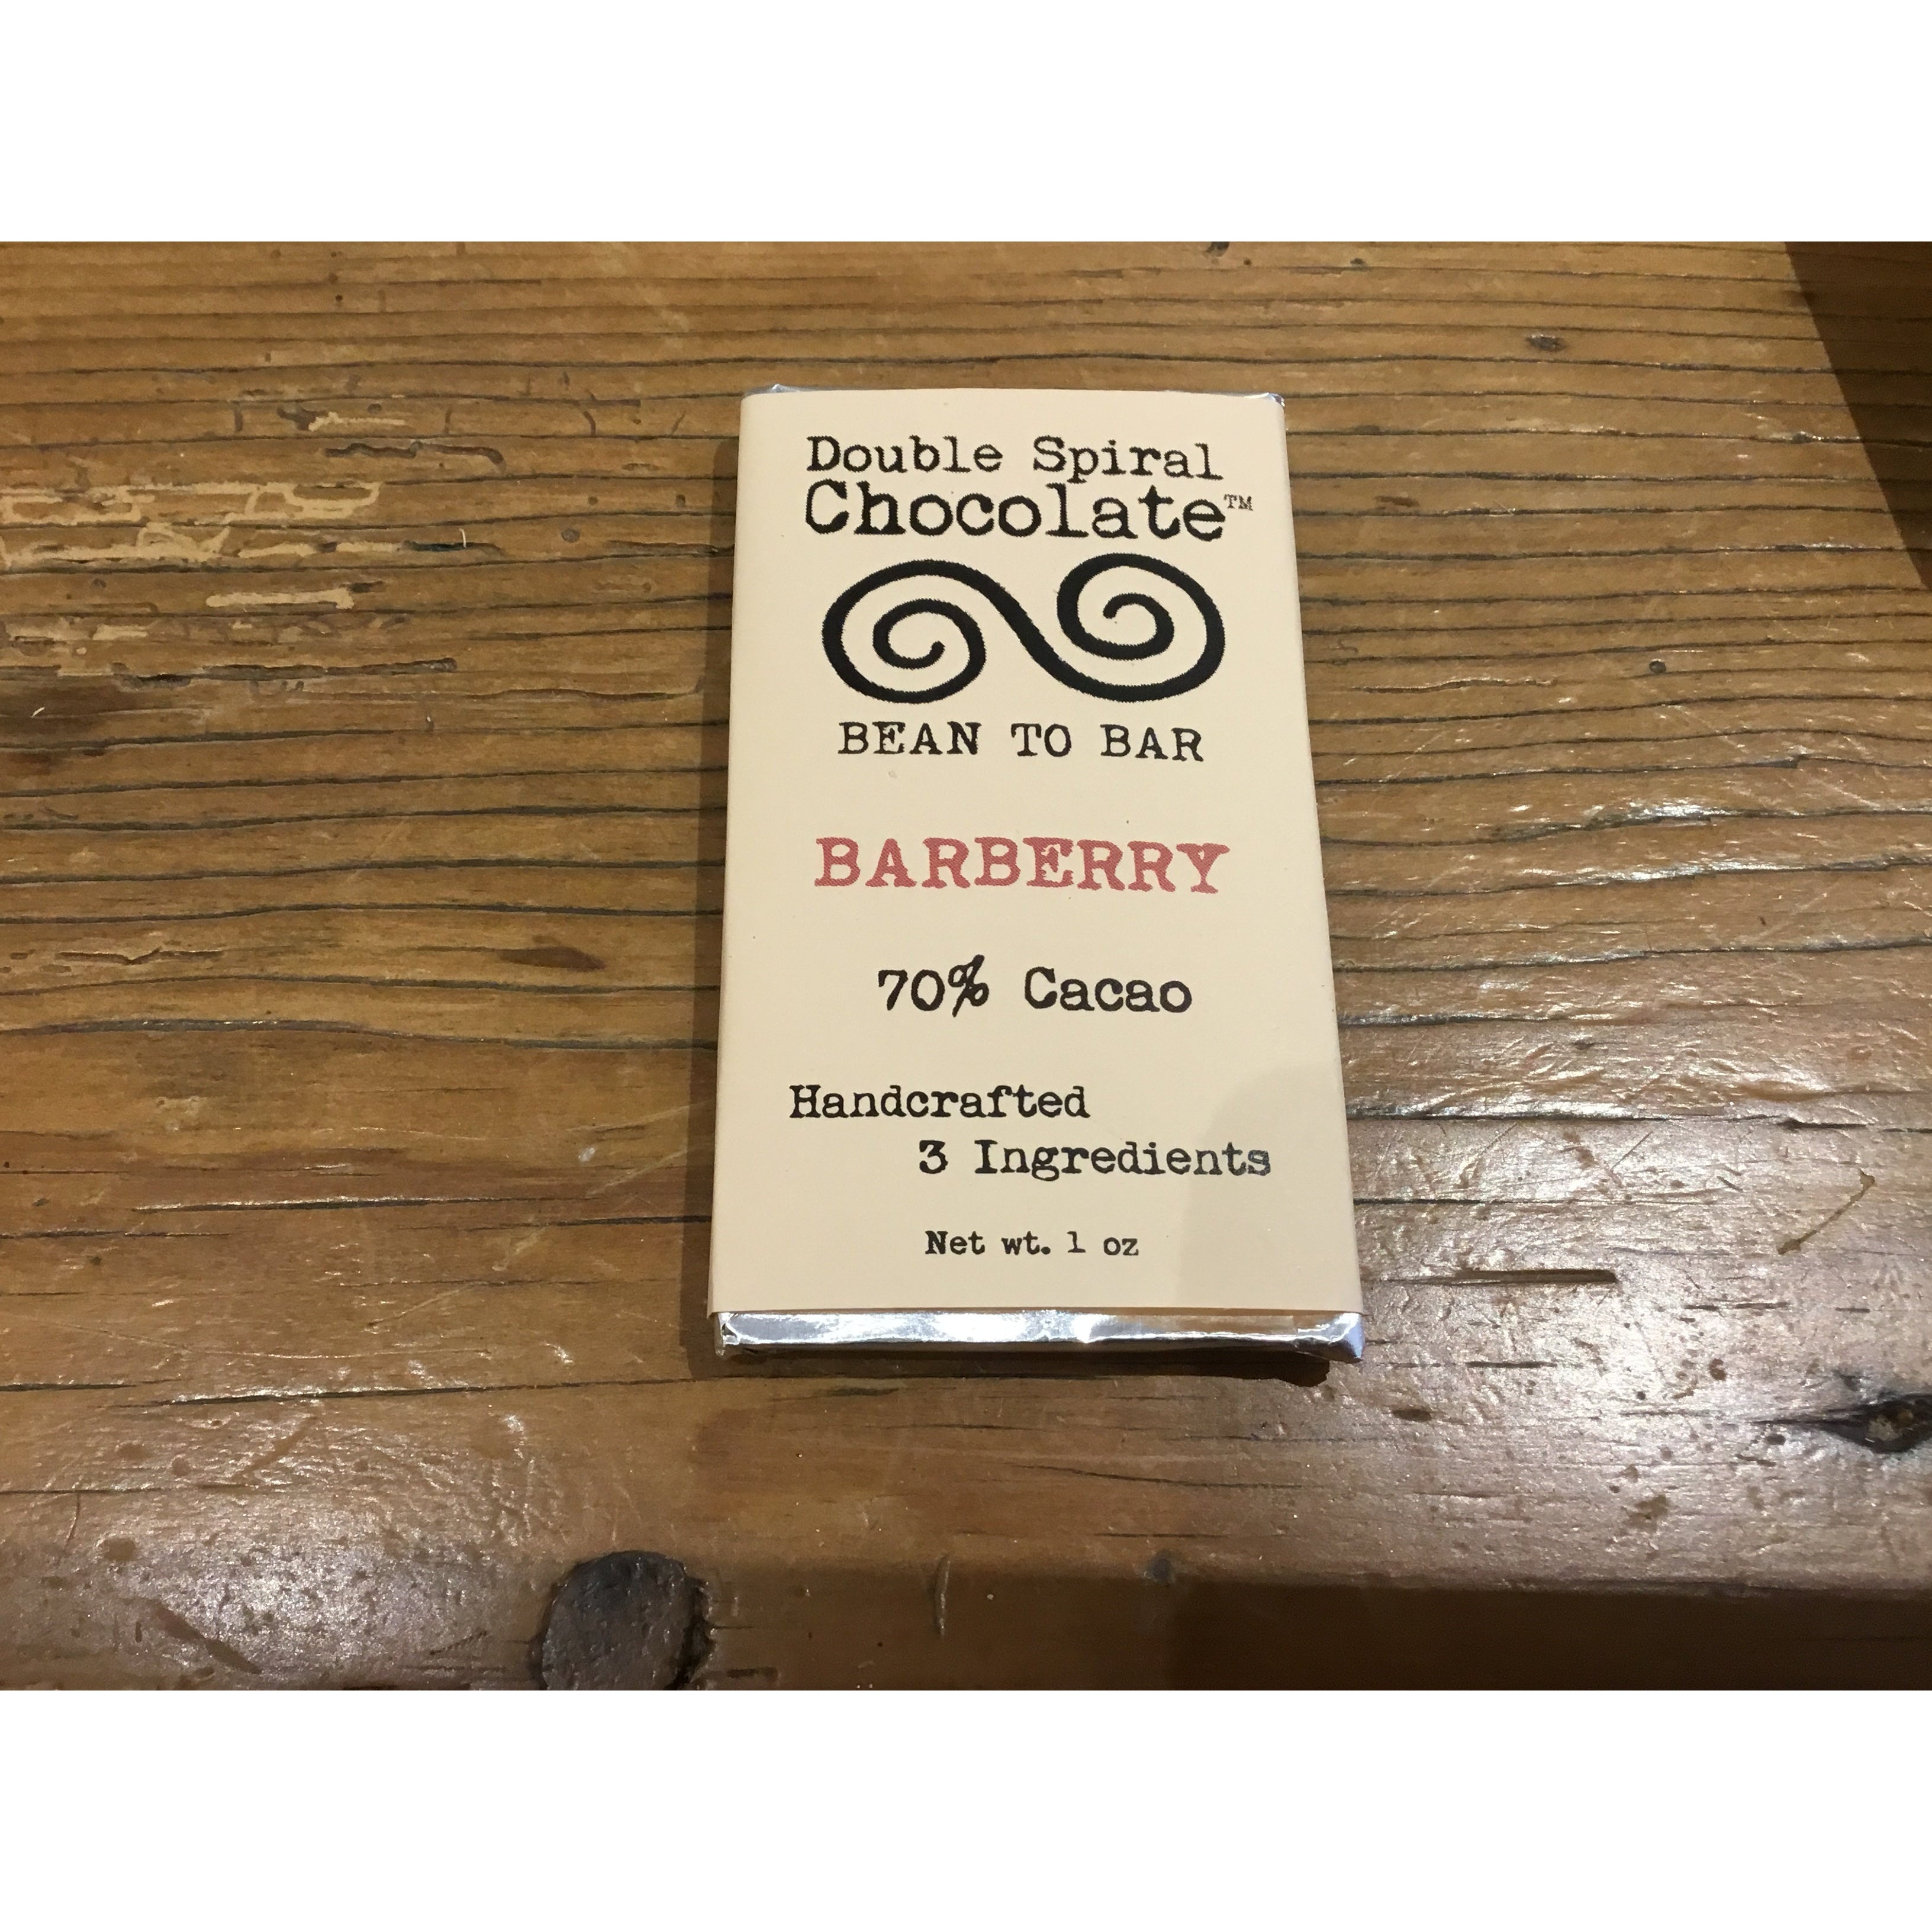 Double Spiral
Chocolate™
BEAN TO BAR
BARBERRY
70% Cacao
Handcrafted
3 Ingredients
Net wt. 1 oz